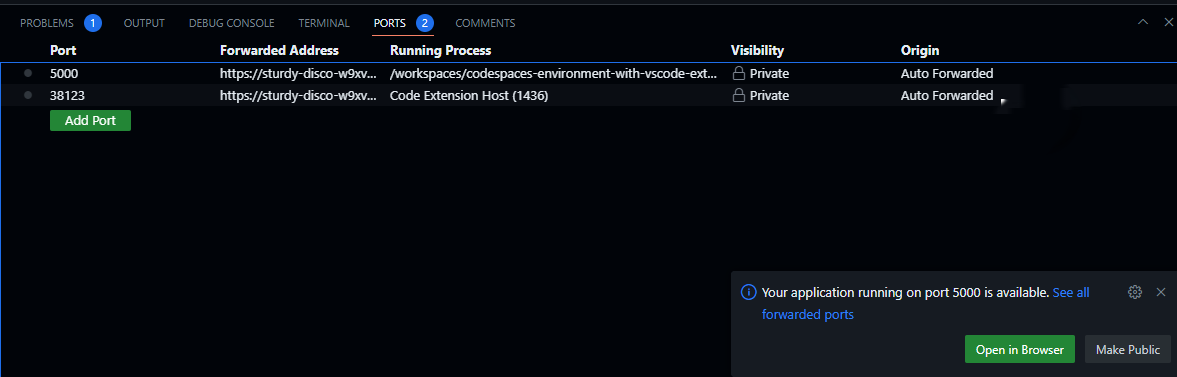 PROBLEMS 1 OUTPUT DEBUG CONSOLE TERMINAL PORTS 2 COMMENTS
Port Forwarded Address Running Process Visibility Origin
5000 https://sturdy-disco-w9xv... /workspaces/codespaces-environment-with-vscode-ext... Private Auto Forwarded
38123 https://sturdy-disco-w9xv... Code Extension Host (1436) Private Auto Forwarded
Add Port
Your application running on port 5000 is available. See all
forwarded ports
Open in Browser Make Public